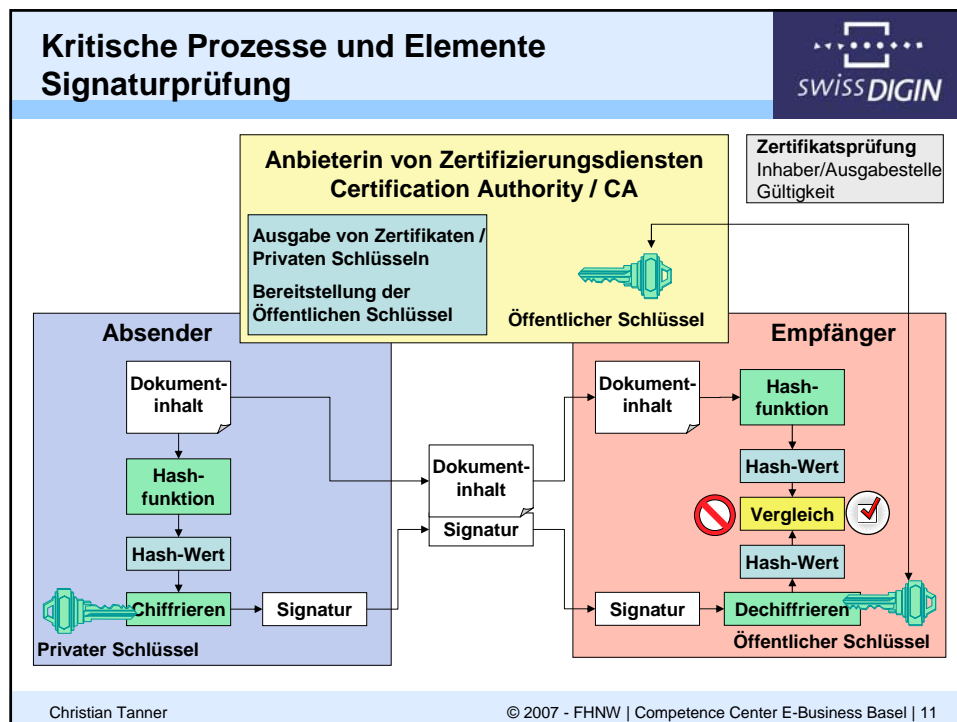 Kritische Prozesse und Elemente
Signaturprüfung
swiss DIGIN
Anbieterin von Zertifizierungsdiensten
Certification Authority / CA
Zertifikatsprüfung
Inhaber/Ausgabestelle
Gültigkeit
Ausgabe von Zertifikaten /
Privaten Schlüsseln
Bereitstellung der
Öffentlichen Schlüssel
Öffentlicher Schlüssel
Absender
Dokument-
inhalt
Hash-
funktion
Hash-Wert
Chiffrieren
Signatur
Privater Schlüssel
Dokument-
inhalt
Signatur
Empfänger
Dokument-
inhalt
Hash-
funktion
Hash-Wert
Vergleich
Hash-Wert
Signatur
Dechiffrieren
Öffentlicher Schlüssel
Christian Tanner
© 2007 - FHNW | Competence Center E-Business Basel | 11